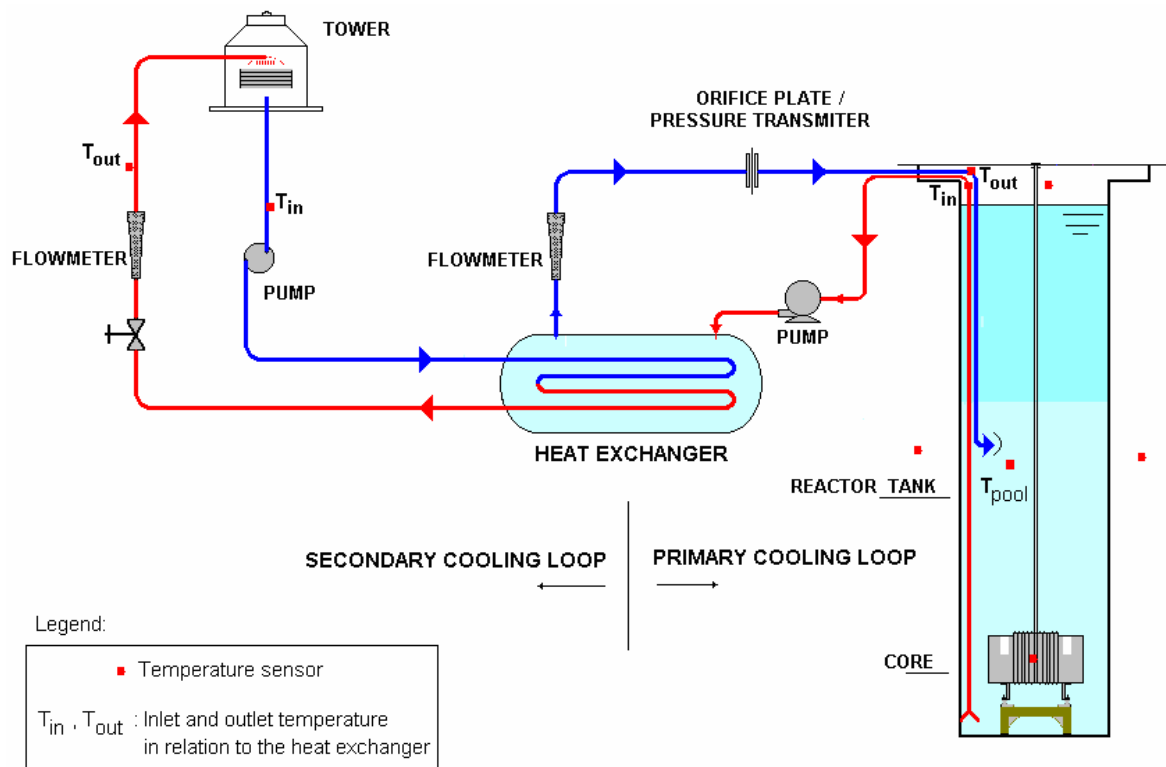 TOWER
ORIFICE PLATE /
PRESSURE TRANSMITER
Tout
Tin
Tout
Tin
FLOWMETER
FLOWMETER
PUMP
PUMP
HEAT EXCHANGER
REACTOR TANK
Tpool
SECONDARY COOLING LOOP
PRIMARY COOLING LOOP
CORE
Legend:
Temperature sensor
Tin , Tout : Inlet and outlet temperature
in relation to the heat exchanger